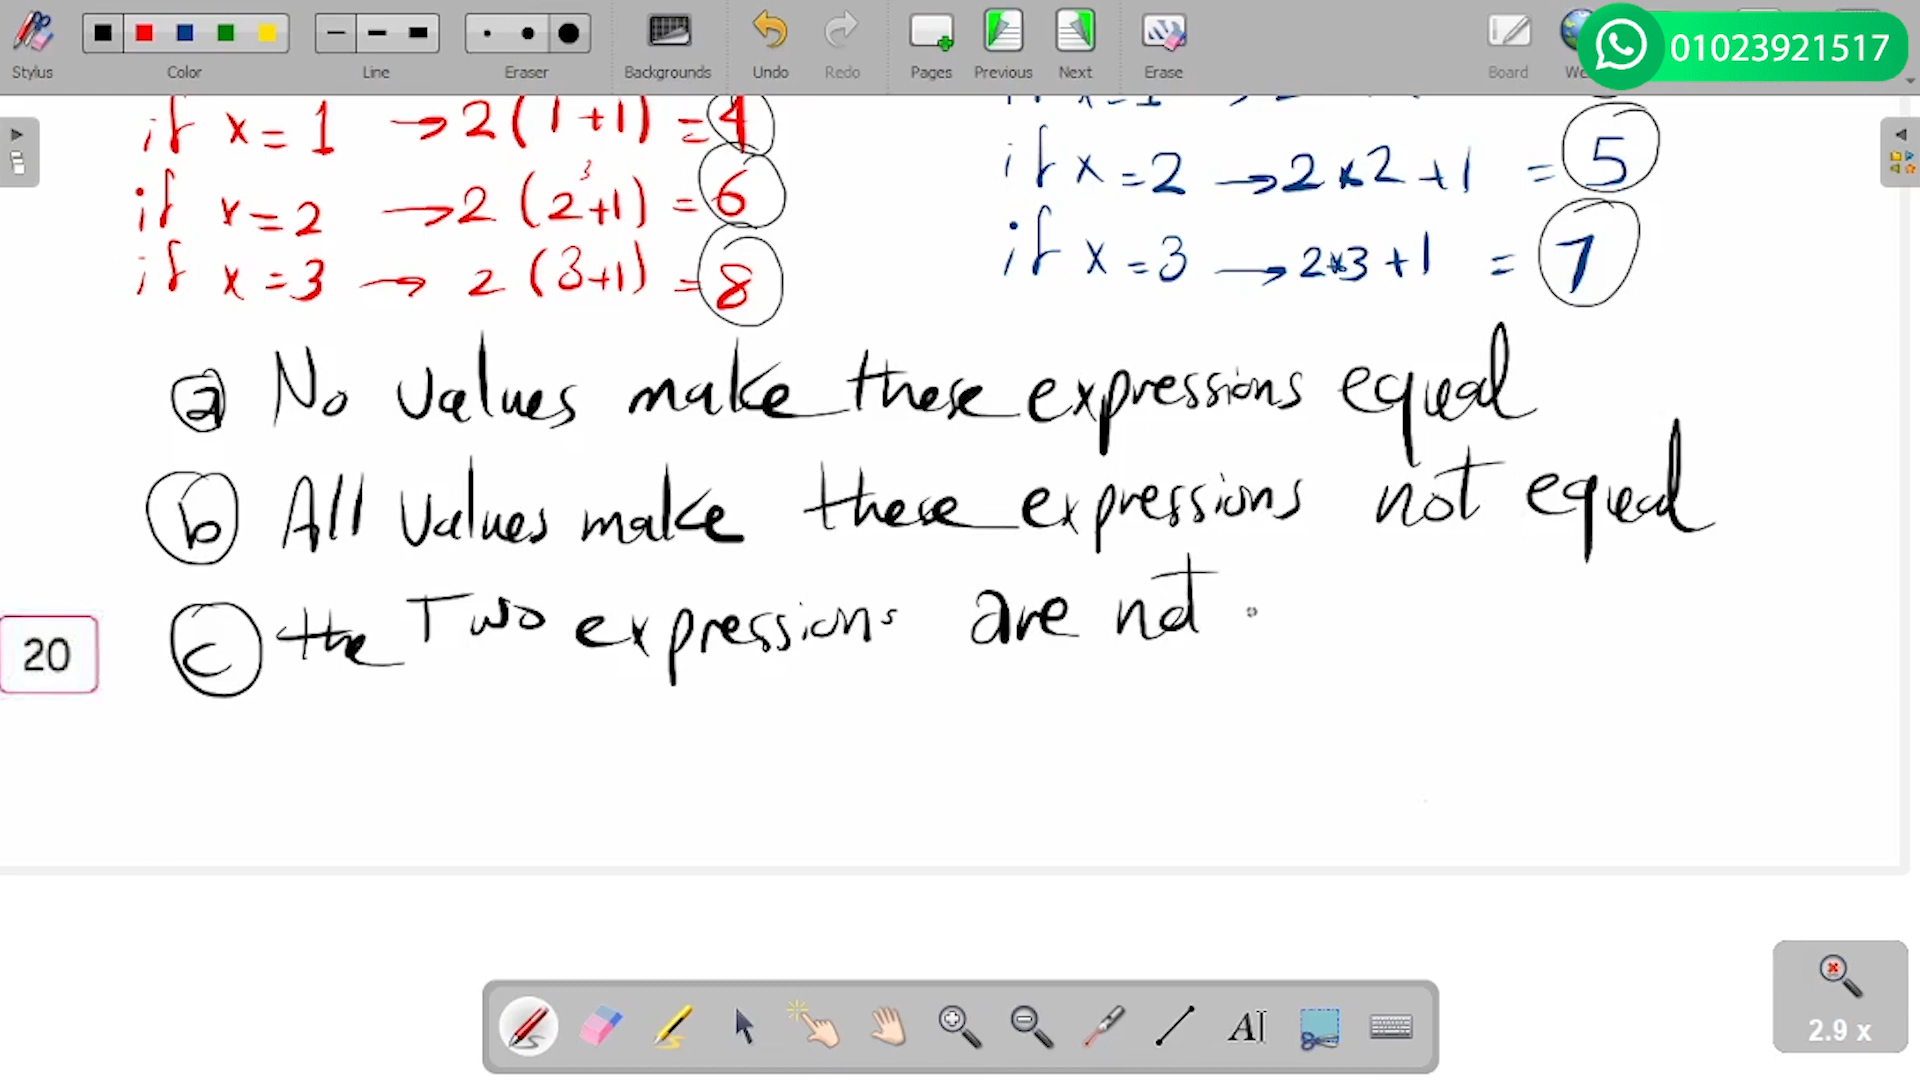 Stylus Color Line Eraser Backgrounds Undo Redo Pages Previous Next Erase Board
01023921517
if x = 1 → 2 (1+1) = 4
if x = 2 → 2 (2+1) = 6
3
if x = 3 → 2 (3+1) = 8
if x = 2 → 2 × 2 + 1 = 5
if x = 3 → 2 × 3 + 1 = 7
a No values make these expressions equal
b All values make these expressions not equal
c the Two expressions are not
20
2.9 x